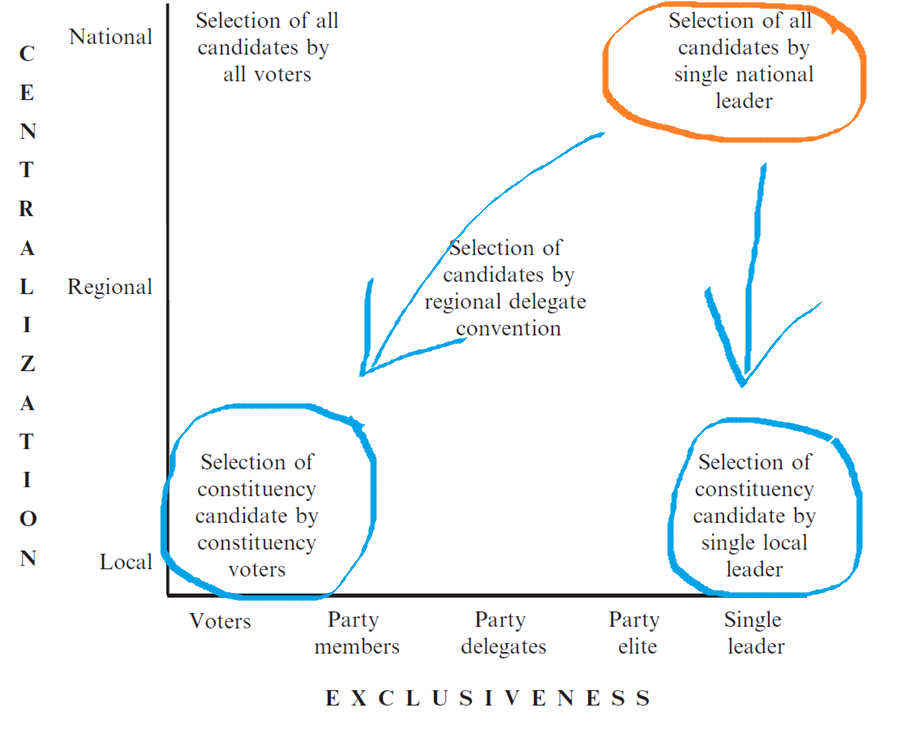 C E N T R A L I Z A T I O N
National
Selection of all
candidates by
all voters
Selection of all
candidates by
single national
leader
Regional
Selection of
candidates by
regional delegate
convention
Local
Selection of
constituency
candidate by
constituency
voters
Selection of
constituency
candidate by
single local
leader
Voters
Party
members
Party
delegates
Party
elite
Single
leader
E X C L U S I V E N E S S